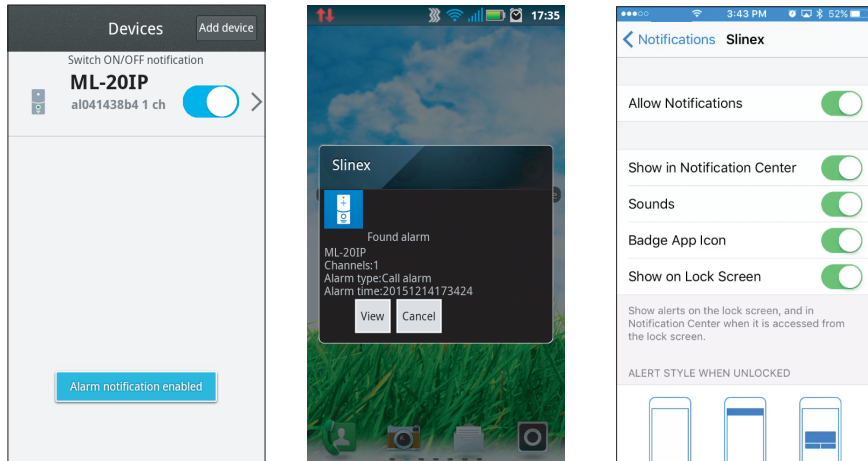 Devices
Add device
Switch ON/OFF notification
ML-20IP
al041438b4 1 ch
Alarm notification enabled
17:35
Slinex
Found alarm
ML-20IP
Channels:1
Alarm type:Call alarm
Alarm time:20151214173424
View
Cancel
3:43 PM
52%
Notifications
Slinex
Allow Notifications
Show in Notification Center
Sounds
Badge App Icon
Show on Lock Screen
Show alerts on the lock screen, and in
Notification Center when it is accessed from
the lock screen.
ALERT STYLE WHEN UNLOCKED